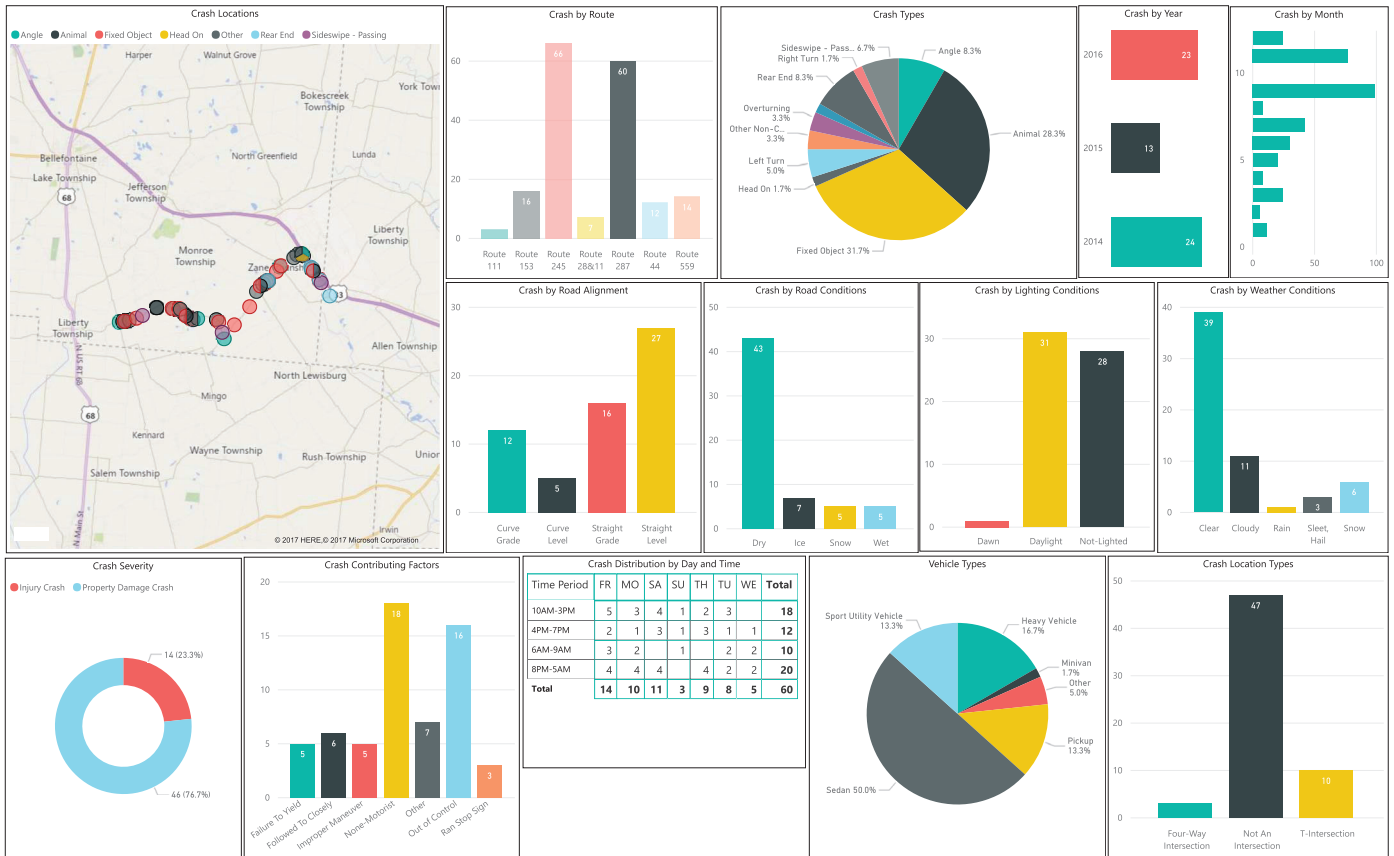 Crash Locations
Angle Animal Fixed Object Head On Other Rear End Sideswipe - Passing
Harper Walnut Grove
York Town
Bokescreek
Township
Bellefontaine
North Greenfield Lunda
Lake Township
68
Jefferson
Township
Liberty
Township
Monroe
Township
Liberty
Township
N US Rt 68
Allen Township
North Lewisburg
Mingo
68
Kennard
Wayne Township
Rush Township
Union
Salem Township
N Main St
Irwin
© 2017 HERE,© 2017 Microsoft Corporation
Crash by Route
60
40
20
0
16
66
7
60
12
14
Route
111
Route
153
Route
245
Route
28&11
Route
287
Route
44
Route
559
Crash Types
Sideswipe - Pass... 6.7%
Right Turn 1.7%
Rear End 8.3%
Overturning
3.3%
Other Non-C...
3.3%
Left Turn
5.0%
Head On 1.7%
Fixed Object 31.7%
Angle 8.3%
Animal 28.3%
Crash by Year
2016 23
2015 13
2014 24
Crash by Month
10
5
0
0 50 100
Crash by Road Alignment
30
20
10
0
12
5
16
27
Curve
Grade
Curve
Level
Straight
Grade
Straight
Level
Crash by Road Conditions
50
40
30
20
10
0
43
7
5
5
Dry Ice Snow Wet
Crash by Lighting Conditions
30
20
10
0
31
28
Dawn Daylight Not-Lighted
Crash by Weather Conditions
40
30
20
10
0
39
11
3
6
Clear Cloudy Rain Sleet,
Hail
Snow
Crash Severity
Injury Crash Property Damage Crash
14 (23.3%)
46 (76.7%)
Crash Contributing Factors
20
15
10
5
0
5
6
5
18
7
16
3
Failure To Yield
Followed To Closely
Improper Maneuver
None-Motorist
Other
Out of Control
Ran Stop Sign
Crash Distribution by Day and Time
Time Period FR MO SA SU TH TU WE Total
10AM-3PM 5 3 4 1 2 3 18
4PM-7PM 2 1 3 1 3 1 1 12
6AM-9AM 3 2 1 2 2 10
8PM-5AM 4 4 4 4 2 2 20
Total 14 10 11 3 9 8 5 60
Vehicle Types
Sport Utility Vehicle
13.3%
Heavy Vehicle
16.7%
Minivan
1.7%
Other
5.0%
Pickup
13.3%
Sedan 50.0%
Crash Location Types
50
40
30
20
10
0
47
10
Four-Way
Intersection
Not An
Intersection
T-Intersection